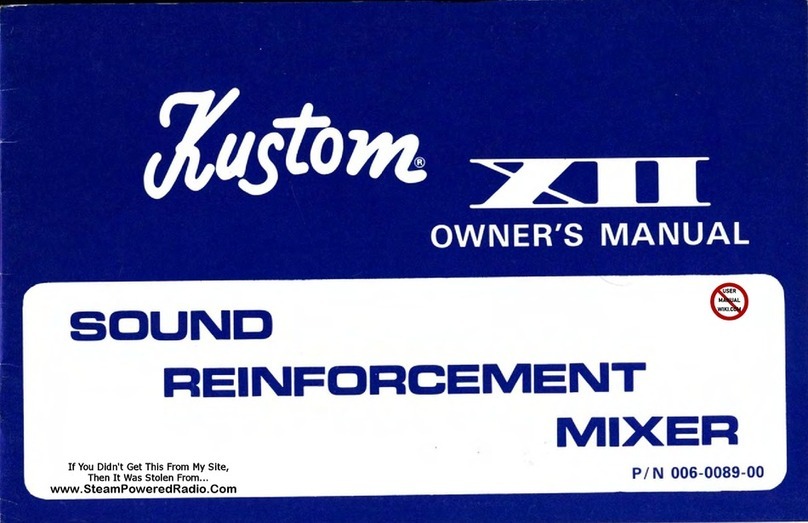 Kustom®
XII
OWNER'S MANUAL
USER
MANUAL
WIKI.COM
SOUND
REINFORCEMENT
MIXER
If You Didn't Get This From My Site,
Then It Was Stolen From...
www.SteamPoweredRadio.Com
P/N 006-0089-00